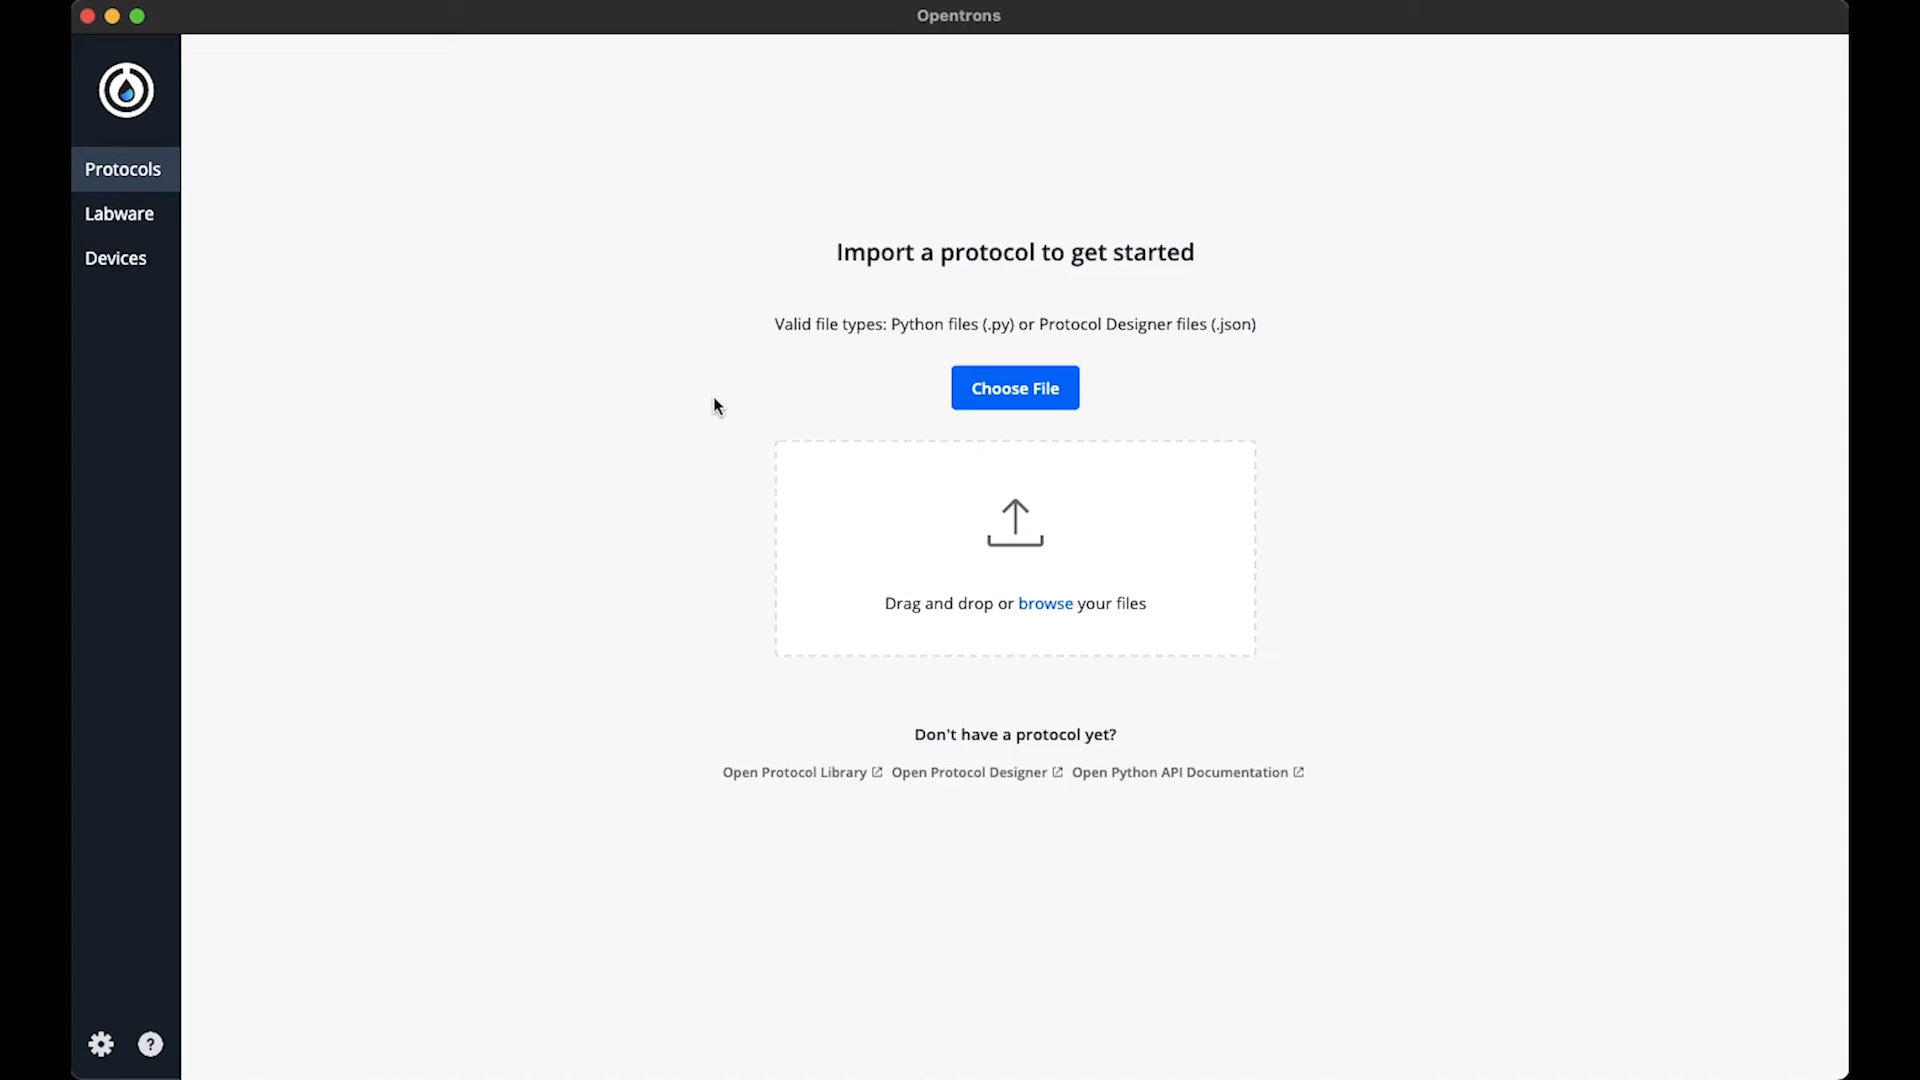 Opentrons
Protocols
Labware
Devices
Import a protocol to get started
Valid file types: Python files (.py) or Protocol Designer files (.json)
Choose File
Drag and drop or browse your files
Don't have a protocol yet?
Open Protocol Library Open Protocol Designer Open Python API Documentation
?